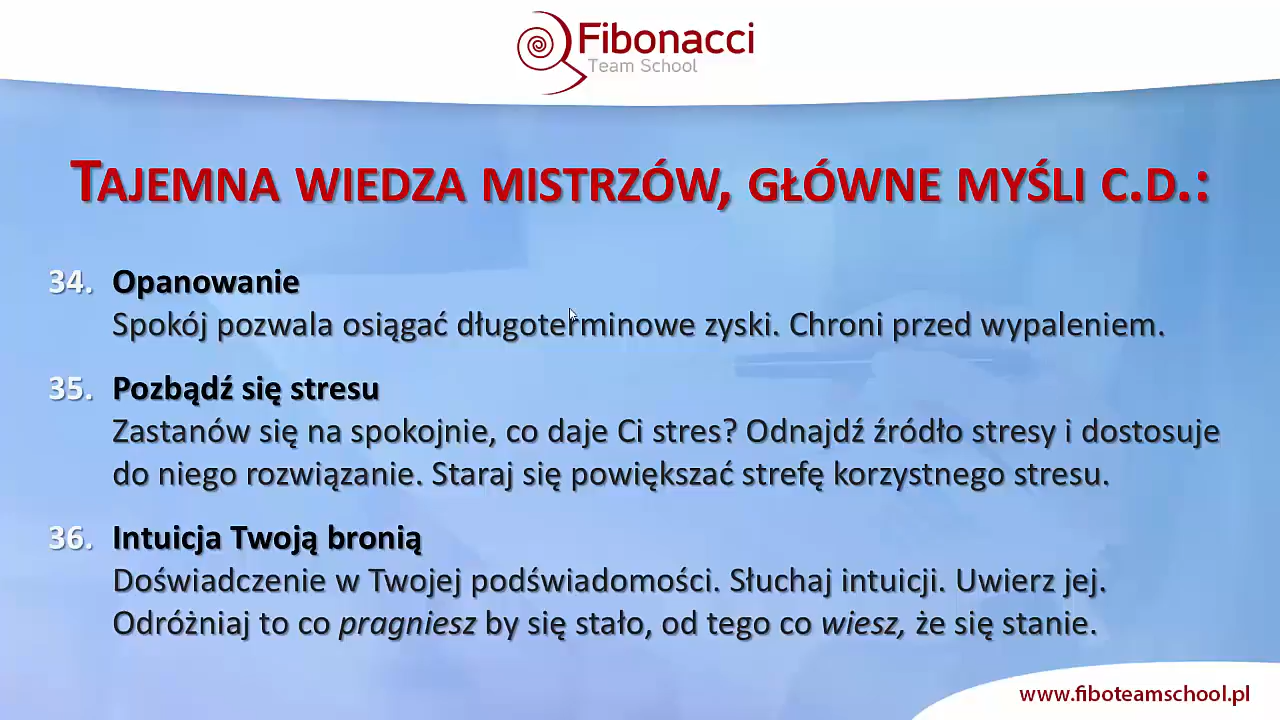 Fibonacci
Team School
TAJEMNA WIEDZA MISTRZÓW, GŁÓWNE MYŚLI C.D.:
34. Opanowanie
Spokój pozwala osiągać długoterminowe zyski. Chroni przed wypaleniem.
35. Pozbądź się stresu
Zastanów się na spokojnie, co daje Ci stres? Odnajdź źródło stresy i dostosuje
do niego rozwiązanie. Staraj się powiększać strefę korzystnego stresu.
36. Intuicja Twoją bronią
Doświadczenie w Twojej podświadomości. Słuchaj intuicji. Uwierz jej.
Odróżniaj to co pragniesz by się stało, od tego co wiesz, że się stanie.
www.fiboteamschool.pl